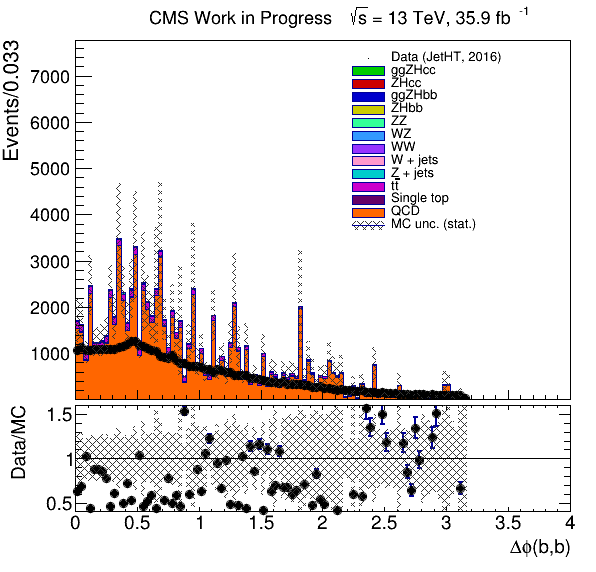 CMS Work in Progress √s = 13 TeV, 35.9 fb⁻¹
Events/0.033
7000
6000
5000
4000
3000
2000
1000
Data (JetHT, 2016)
ggZHcc
ZHcc
ggZHbb
ZHbb
ZZ
WZ
WW
W + jets
Z + jets
tt̅
Single top
QCD
MC unc. (stat.)
Data/MC
1.5
1
0.5
0 0.5 1 1.5 2 2.5 3 3.5 4
Δϕ(b,b)